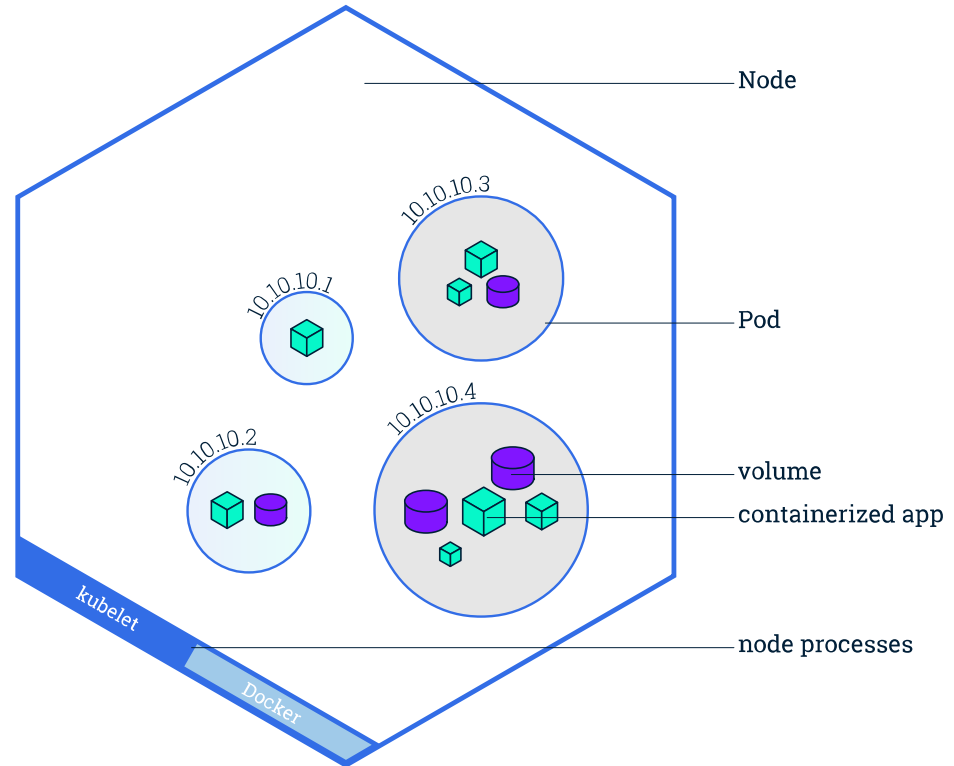 Node
10.10.10.3
10.10.10.1
Pod
10.10.10.4
10.10.10.2
volume
containerized app
kubelet
node processes
Docker